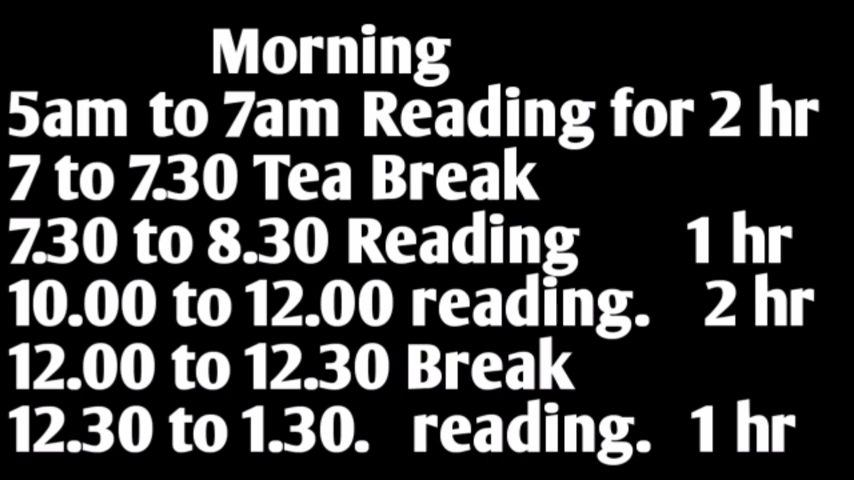 Morning
5am to 7am Reading for 2 hr
7 to 7.30 Tea Break
7.30 to 8.30 Reading 1 hr
10.00 to 12.00 reading. 2 hr
12.00 to 12.30 Break
12.30 to 1.30. reading. 1 hr